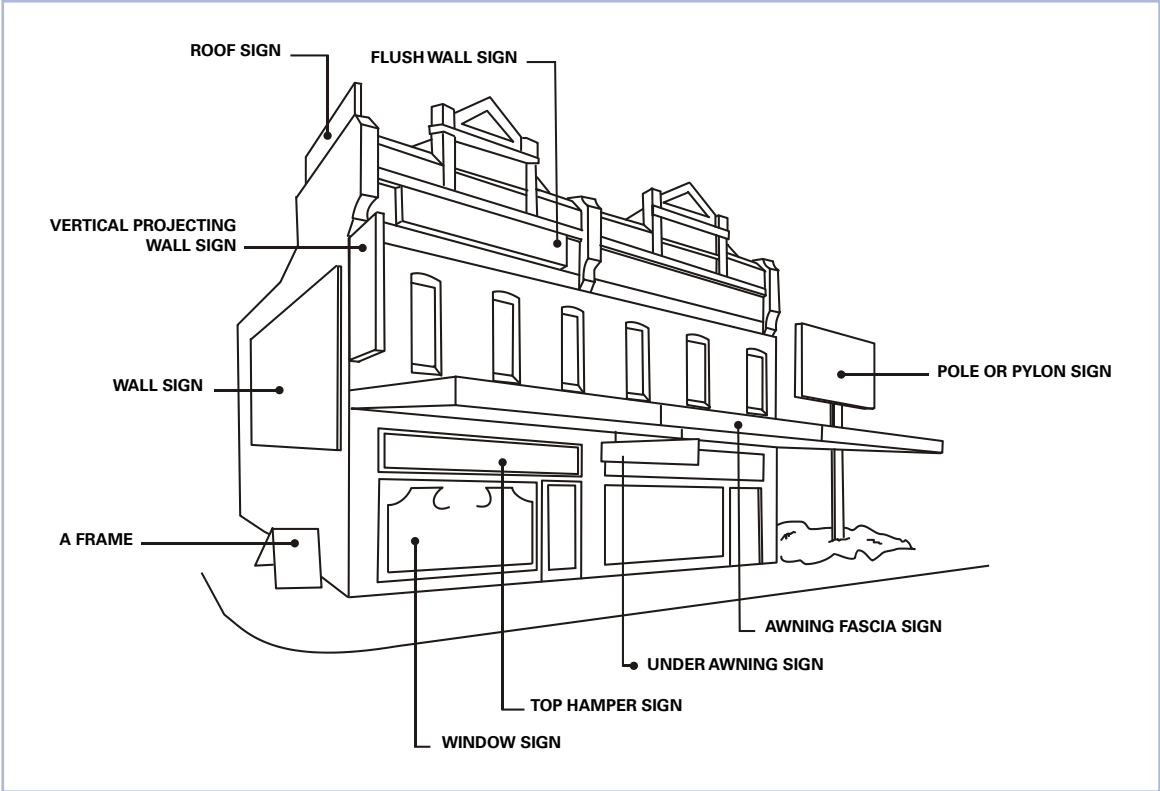 ROOF SIGN
FLUSH WALL SIGN
VERTICAL PROJECTING
WALL SIGN
WALL SIGN
POLE OR PYLON SIGN
A FRAME
AWNING FASCIA SIGN
UNDER AWNING SIGN
TOP HAMPER SIGN
WINDOW SIGN